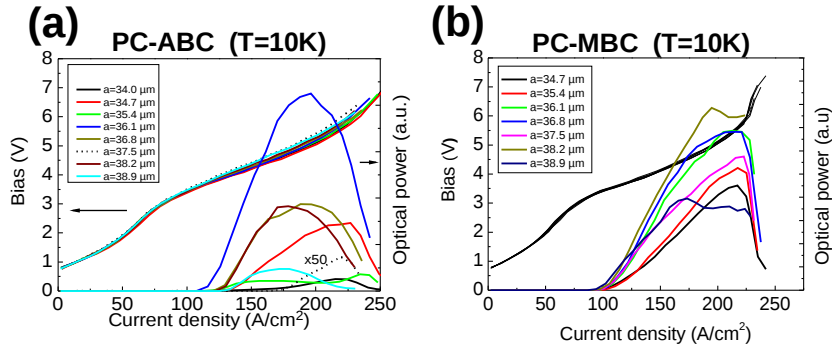 (a)
PC-ABC (T=10K)
8
7
6
5
4
3
2
1
0
Bias (V)
a=34.0 µm
a=34.7 µm
a=35.4 µm
a=36.1 µm
a=36.8 µm
a=37.5 µm
a=38.2 µm
a=38.9 µm
x50
Optical power (a.u)
0
50
100
150
200
250
Current density (A/cm²)
(b)
PC-MBC (T=10K)
8
7
6
5
4
3
2
1
0
Bias (V)
a=34.7 µm
a=35.4 µm
a=36.1 µm
a=36.8 µm
a=37.5 µm
a=38.2 µm
a=38.9 µm
Optical power (a.u.)
0
50
100
150
200
250
275
Current density (A/cm²)